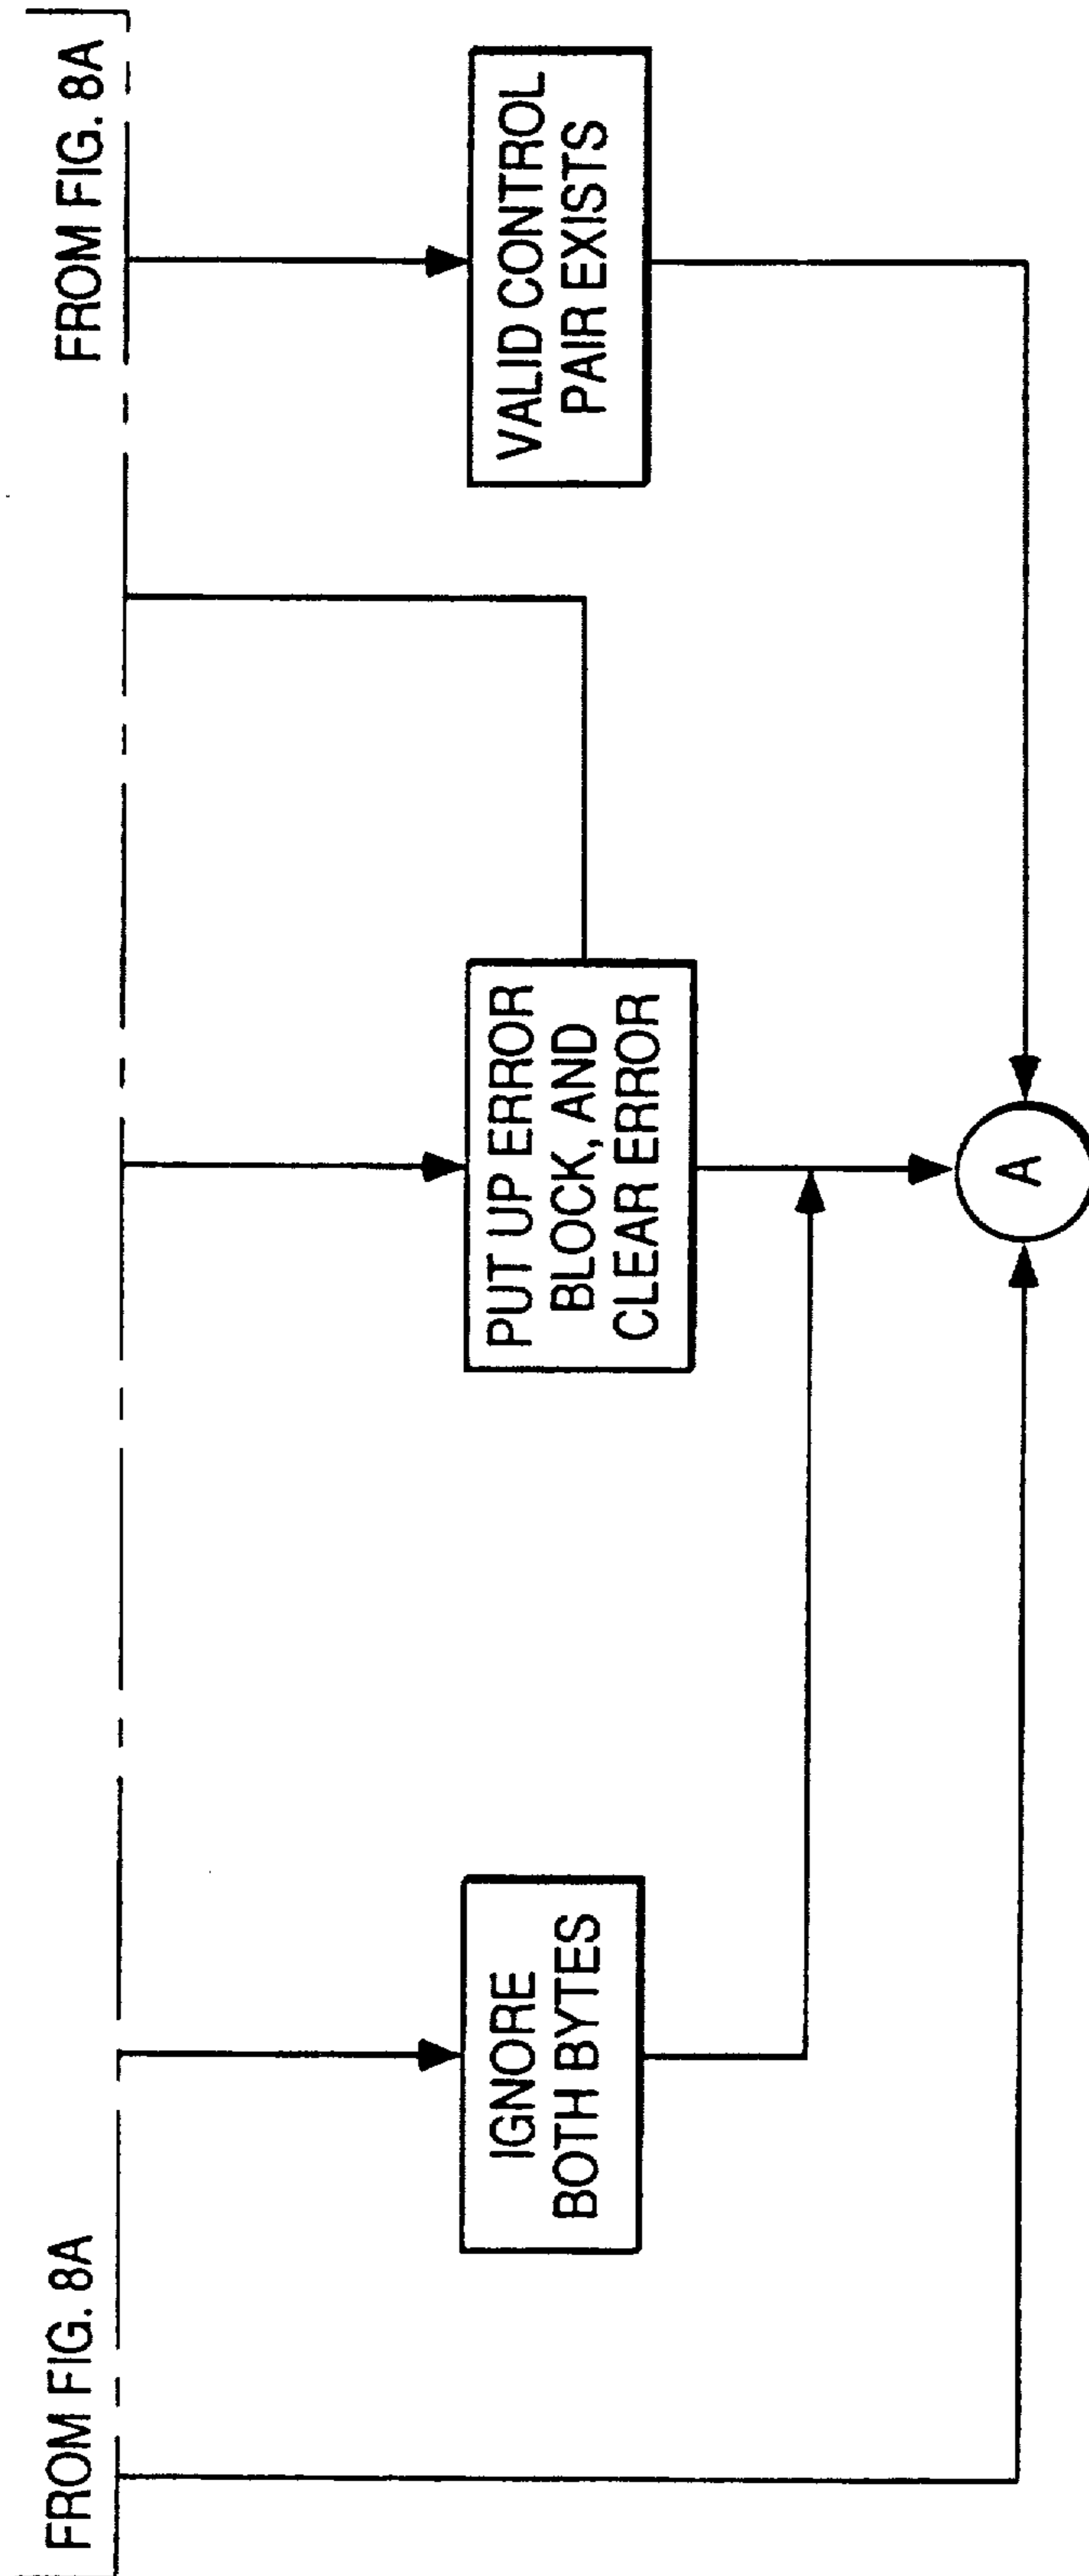 FROM FIG. 8A
FROM FIG. 8A
IGNORE
BOTH BYTES
PUT UP ERROR
BLOCK, AND
CLEAR ERROR
VALID CONTROL
PAIR EXISTS
A